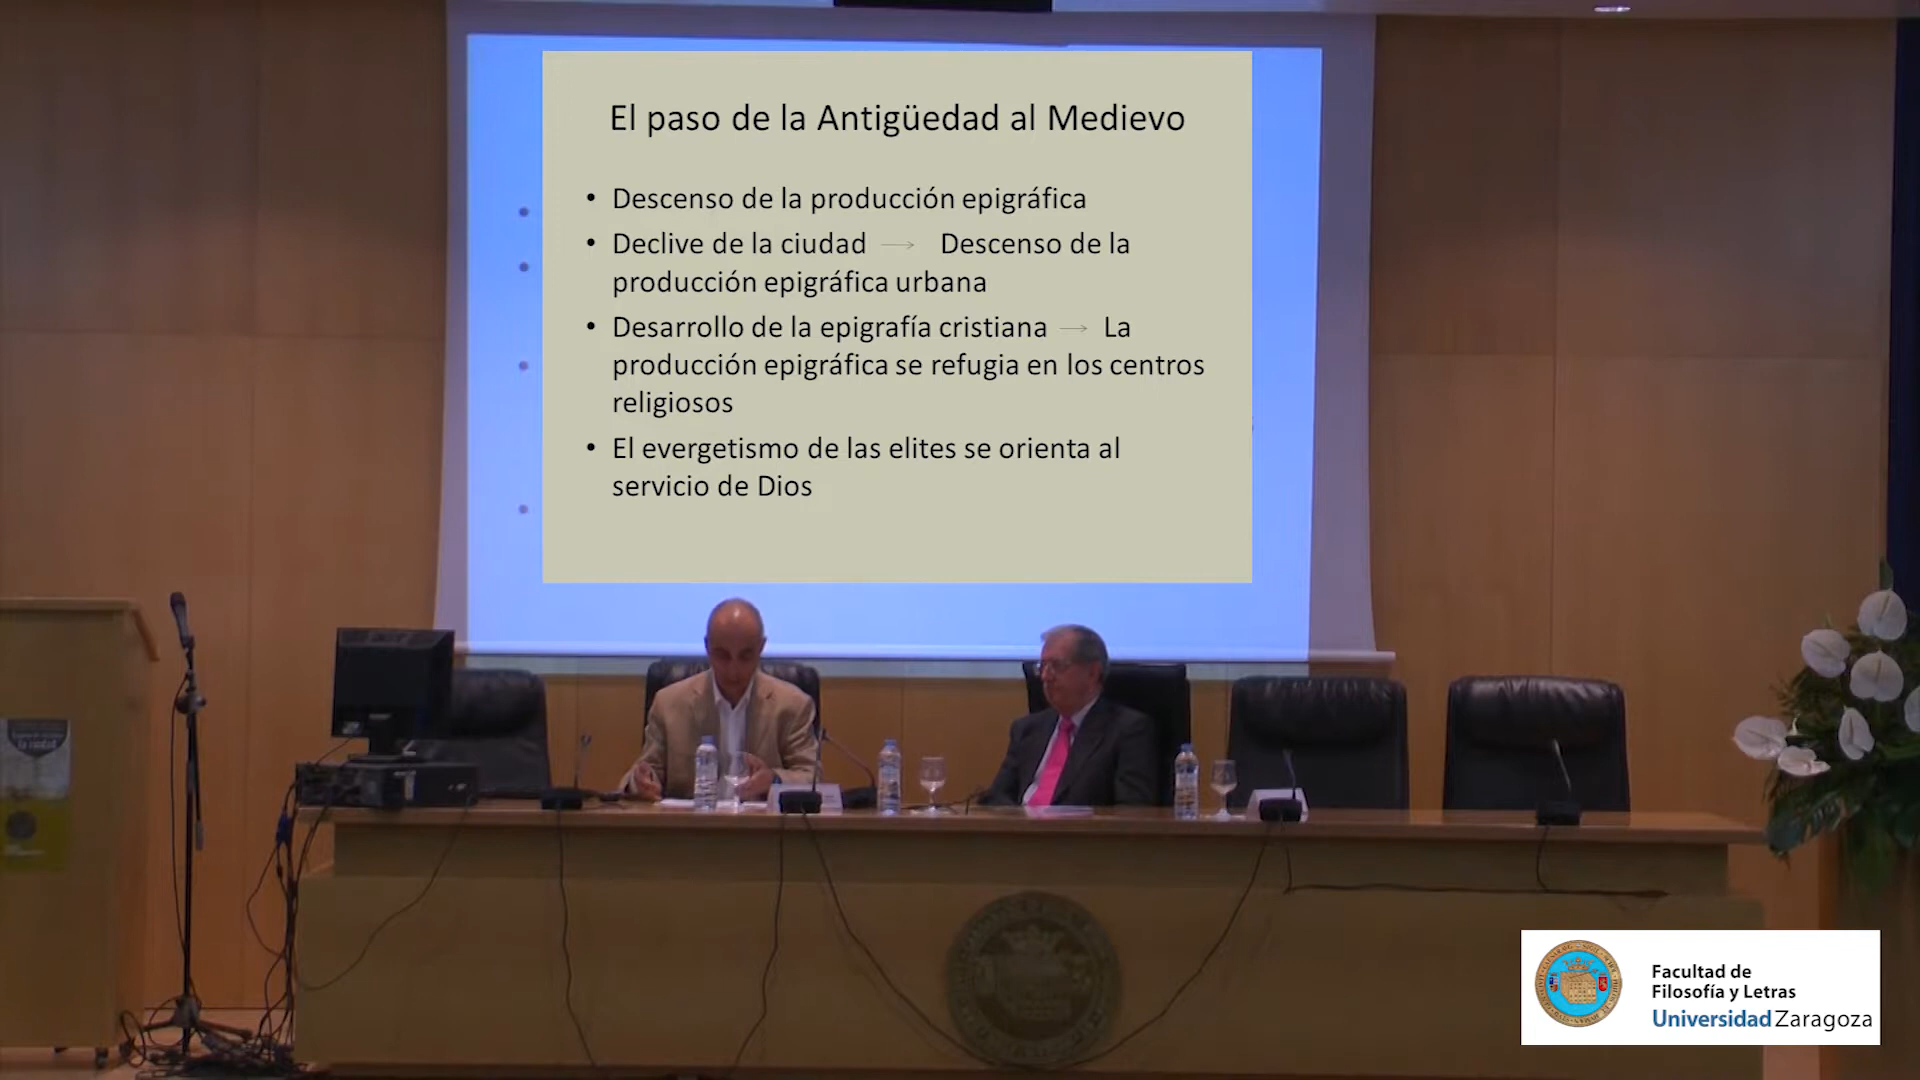 El paso de la Antigüedad al Medievo
• Descenso de la producción epigráfica
• Declive de la ciudad → Descenso de la
producción epigráfica urbana
• Desarrollo de la epigrafía cristiana → La
producción epigráfica se refugia en los centros
religiosos
• El evergetismo de las elites se orienta al
servicio de Dios
la ciudad
Facultad de
Filosofía y Letras
Universidad Zaragoza